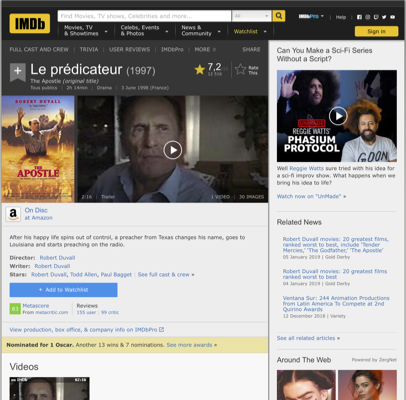 IMDb
Find Movies, TV shows, Celebrities and more...
All
Movies, TV
& Showtimes
Celebs, Events
& Photos
News &
Community
Watchlist
IMDbPro
Help
Sign in
FULL CAST AND CREW | TRIVIA | USER REVIEWS | IMDbPro | MORE
SHARE
Le prédicateur (1997)
The Apostle (original title)
Tous publics | 2h 14min | Drama | 3 June 1998 (France)
7,2
Rate
This
ROBERT DUVALL
THE
APOSTLE
2:16 | Trailer
1 VIDEO | 30 IMAGES
On Disc
at Amazon
After his happy life spins out of control, a preacher from Texas changes his name, goes to
Louisiana and starts preaching on the radio.
Director: Robert Duvall
Writer: Robert Duvall
Stars: Robert Duvall, Todd Allen, Paul Bagget | See full cast & crew »
+ Add to Watchlist
Metascore
From metacritic.com
Reviews
155 user | 99 critic
View production, box office, & company info on IMDbPro
Nominated for 1 Oscar. Another 13 wins & 7 nominations. See more awards »
Videos
02:16
Can You Make a Sci-Fi Series
Without a Script?
REGGIE WATTS'
PHASIUM
PROTOCOL
Well Reggie Watts sure tried with his idea for
a sci-fi improv show. What happens when we
bring his idea to life?
Watch now on "UnMade" »
Related News
Robert Duvall movies: 20 greatest films,
ranked worst to best, include 'Tender
Mercies,' 'The Godfather,' 'The Apostle'
05 January 2019 | Gold Derby
Robert Duvall movies: 20 greatest films
ranked worst to best
04 January 2019 | Gold Derby
Ventana Sur: 244 Animation Productions
from Latin America To Compete at 2nd
Quirino Awards
12 December 2018 | Variety
See all related articles »
Around The Web
Powered by ZergNet